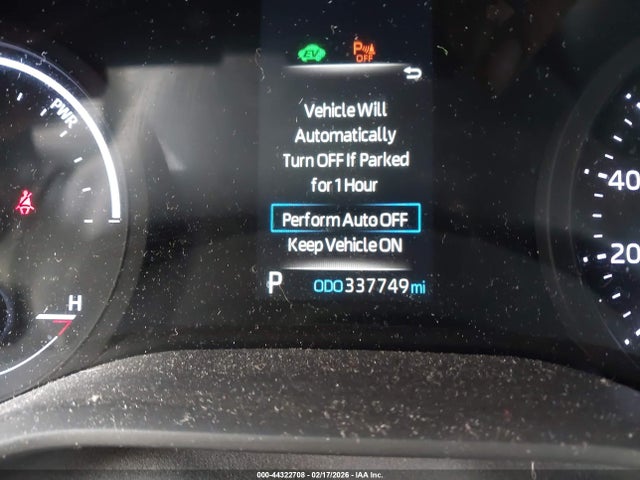 EV
P
OFF
PWR
Vehicle Will
Automatically
Turn OFF If Parked
for 1 Hour
Perform Auto OFF
Keep Vehicle ON
P ODO 337749 mi
H
40
20
000-44322708 - 02/17/2026 - IAA Inc.